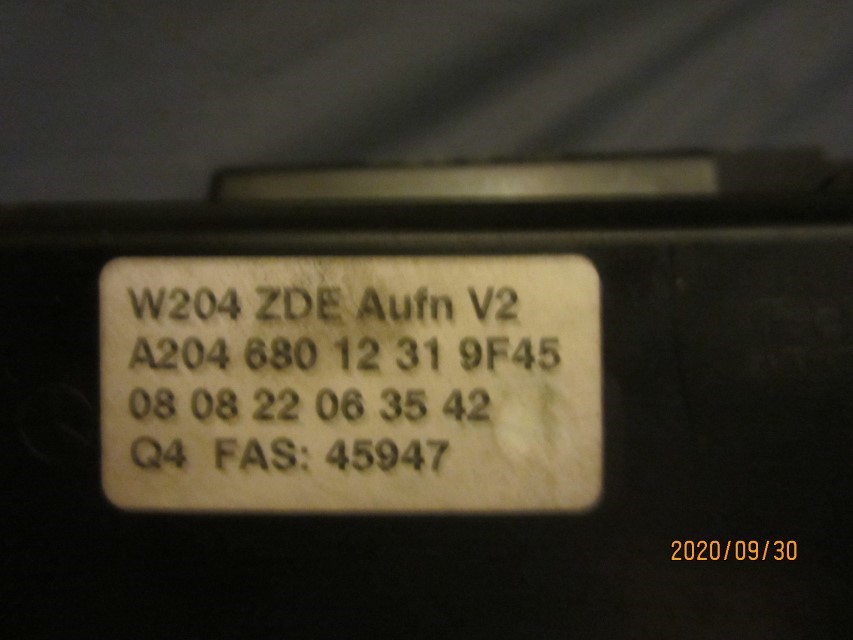 W204 ZDE Aufn V2
A204 680 12 31 9F45
08 08 22 06 35 42
Q4 FAS: 45947
2020/09/30